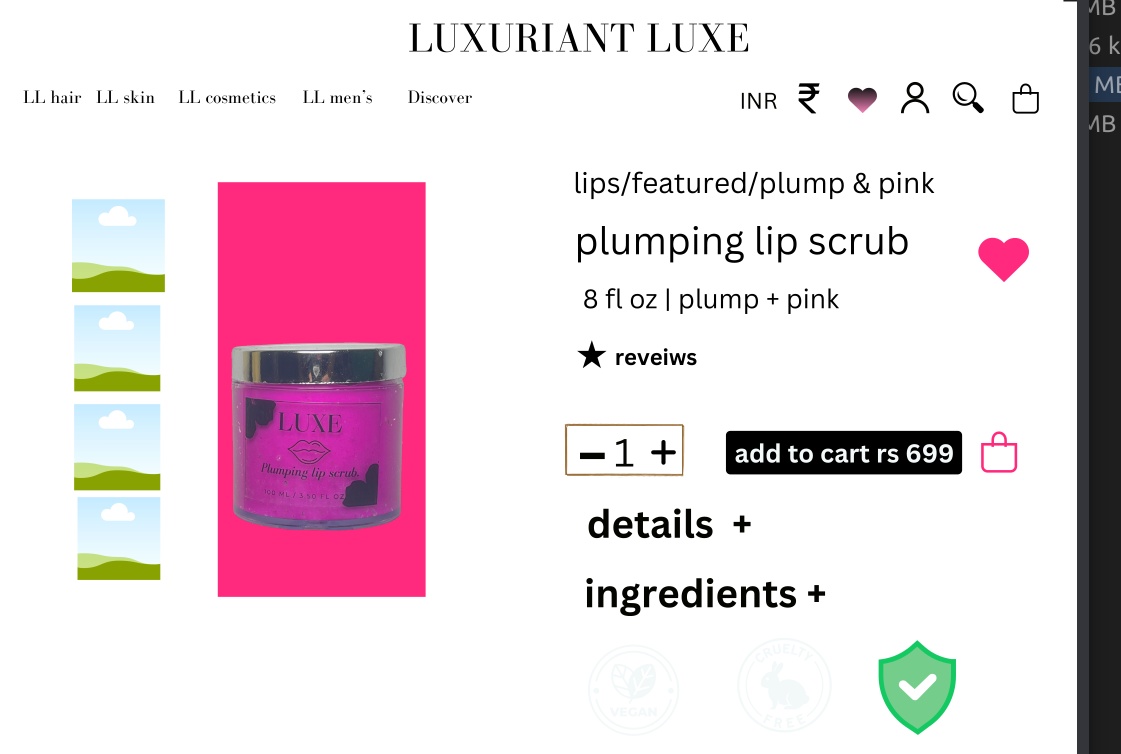 LUXURIANT LUXE
LL hair LL skin LL cosmetics LL men's Discover
INR ₹
lips/featured/plump & pink
plumping lip scrub
8 fl oz | plump + pink
★ reveiws
LUXE
Plumping lip scrub
100 ML / 3.50 FL OZ
- 1 +
add to cart rs 699
details +
ingredients +
VEGAN
CRUELTY
FREE
MB
6 k
MB
MB